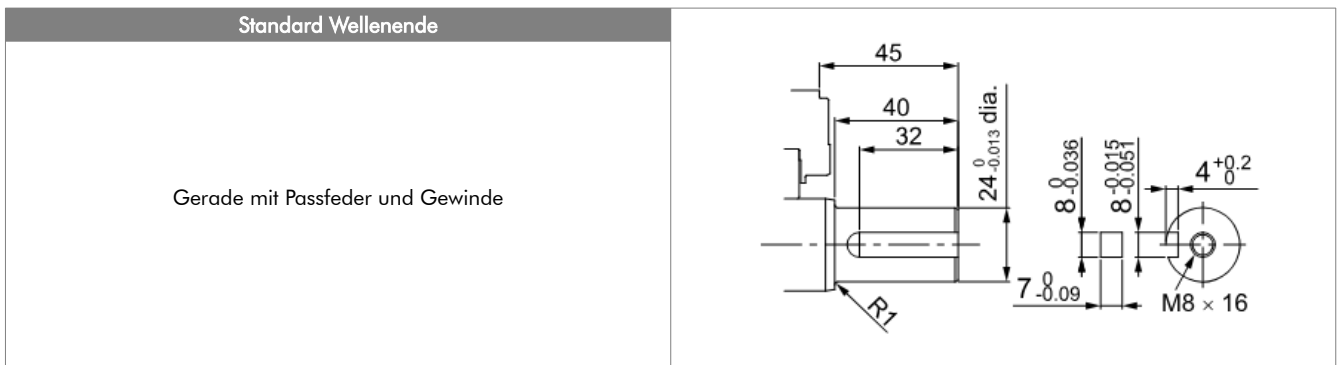 Standard Wellenende
Gerade mit Passfeder und Gewinde
45
40
32
24 0 -0.013 dia.
8 0 -0.036
8 -0.015 -0.051
4 +0.2 0
7 0 -0.09
R1
M8 × 16